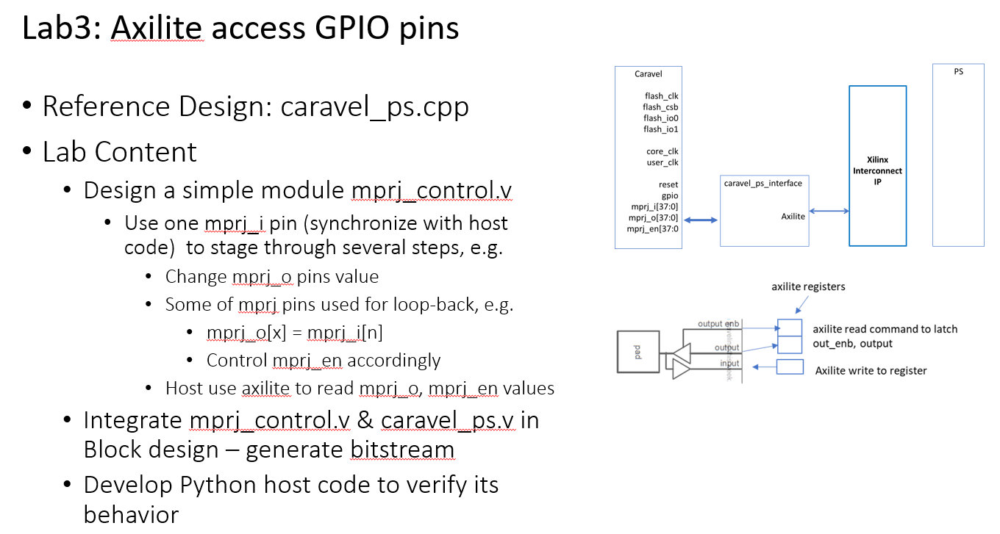 Lab3: Axilite access GPIO pins
• Reference Design: caravel_ps.cpp
• Lab Content
• Design a simple module mprj_control.v
• Use one mprj_i pin (synchronize with host
code) to stage through several steps, e.g.
• Change mprj_o pins value
• Some of mprj pins used for loop-back, e.g.
• mprj_o[x] = mprj_i[n]
• Control mprj_en accordingly
• Host use axilite to read mprj_o, mprj_en values
• Integrate mprj_control.v & caravel_ps.v in
Block design – generate bitstream
• Develop Python host code to verify its
behavior
Caravel
flash_clk
flash_csb
flash_io0
flash_io1
core_clk
user_clk
reset
gpio
mprj_i[37:0]
mprj_o[37:0]
mprj_en[37:0
caravel_ps_interface
Axilite
Xilinx
Interconnect
IP
PS
axilite registers
output enb
output
input
pad
axilite read command to latch
out_enb, output
Axilite write to register